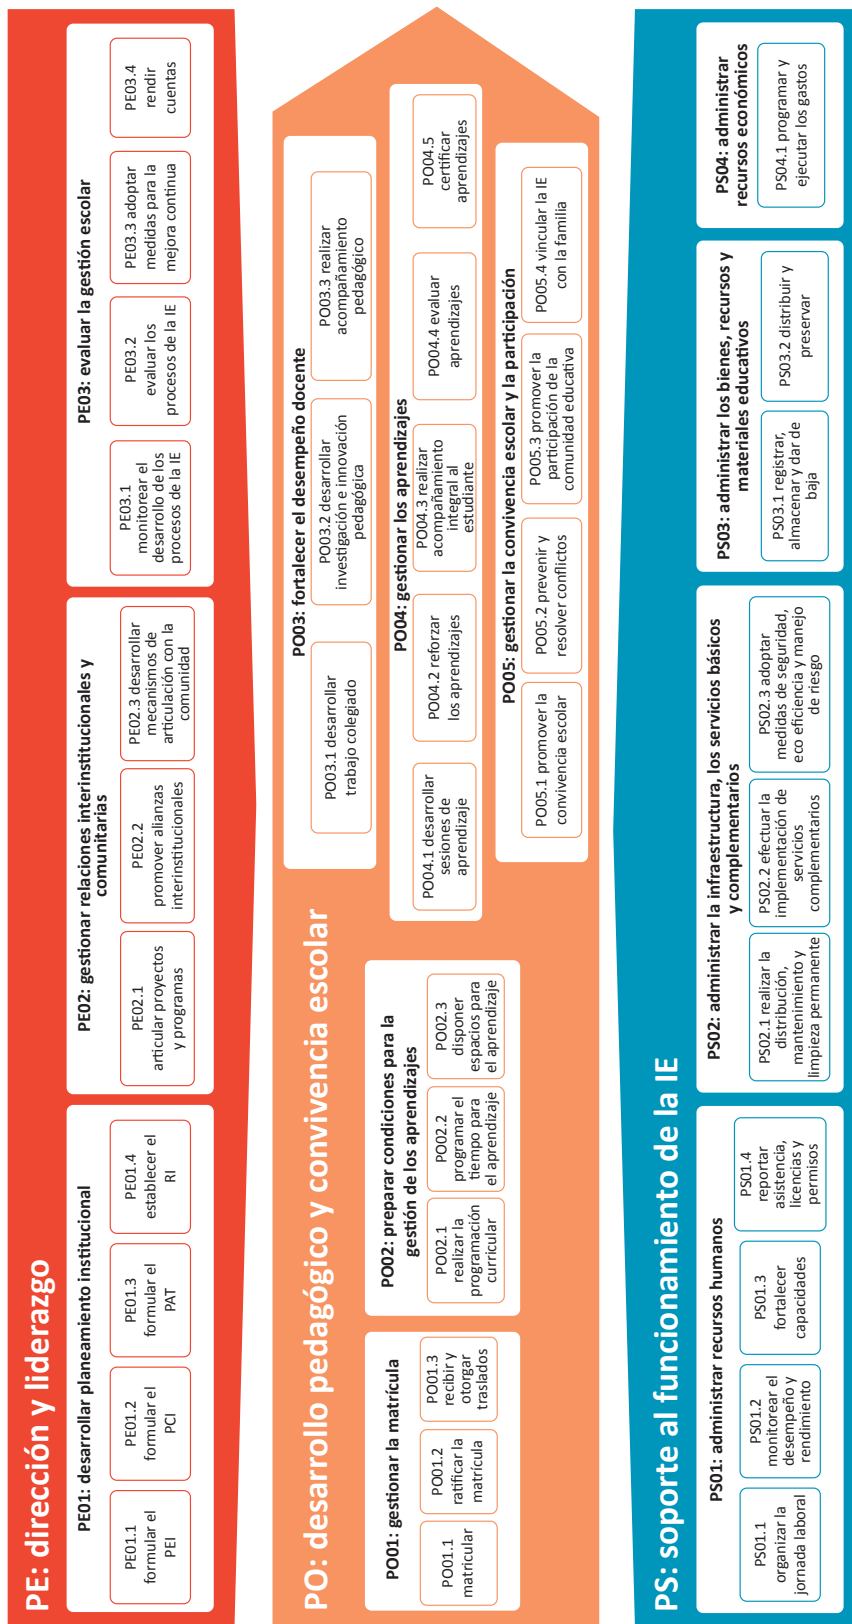 PE: dirección y liderazgo
PE01: desarrollar planeamiento institucional
PE01.1
formular el
PEI
PE01.2
formular el
PCI
PE01.3
formular el
PAT
PE01.4
establecer el
RI
PE02: gestionar relaciones interinstitucionales y
comunitarias
PE02.1
articular proyectos
y programas
PE02.2
promover alianzas
interinstitucionales
PE02.3 desarrollar
mecanismos de
articulación con la
comunidad
PE03: evaluar la gestión escolar
PE03.1
monitorear el
desarrollo de los
procesos de la IE
PE03.2
evaluar los
procesos de la IE
PE03.3 adoptar
medidas para la
mejora continua
PE03.4
rendir
cuentas
PO: desarrollo pedagógico y convivencia escolar
PO01: gestionar la matrícula
PO01.1
matricular
PO01.2
ratificar la
matrícula
PO01.3
recibir y
otorgar
traslados
PO02: preparar condiciones para la
gestión de los aprendizajes
PO02.1
realizar la
programación
curricular
PO02.2
programar el
tiempo para
el aprendizaje
PO02.3
disponer
espacios para
el aprendizaje
PO03: fortalecer el desempeño docente
PO03.1 desarrollar
trabajo colegiado
PO03.2 desarrollar
investigación e innovación
pedagógica
PO03.3 realizar
acompañamiento
pedagógico
PO04: gestionar los aprendizajes
PO04.1 desarrollar
sesiones de
aprendizaje
PO04.2 reforzar
los aprendizajes
PO04.3 realizar
acompañamiento
integral al
estudiante
PO04.4 evaluar
aprendizajes
PO04.5
certificar
aprendizajes
PO05: gestionar la convivencia escolar y la participación
PO05.1 promover la
convivencia escolar
PO05.2 prevenir y
resolver conflictos
PO05.3 promover la
participación de la
comunidad educativa
PO05.4 vincular la IE
con la familia
PS: soporte al funcionamiento de la IE
PS01: administrar recursos humanos
PS01.1
organizar la
jornada laboral
PS01.2
monitorear el
desempeño y
rendimiento
PS01.3
fortalecer
capacidades
PS01.4
reportar
asistencia,
licencias y
permisos
PS02: administrar la infraestructura, los servicios básicos
y complementarios
PS02.1 realizar la
distribución,
mantenimiento y
limpieza permanente
PS02.2 efectuar la
implementación de
servicios
complementarios
PS02.3 adoptar
medidas de seguridad,
eco eficiencia y manejo
de riesgo
PS03: administrar los bienes, recursos y
materiales educativos
PS03.1 registrar,
almacenar y dar de
baja
PS03.2 distribuir y
preservar
PS04: administrar
recursos económicos
PS04.1 programar y
ejecutar los gastos